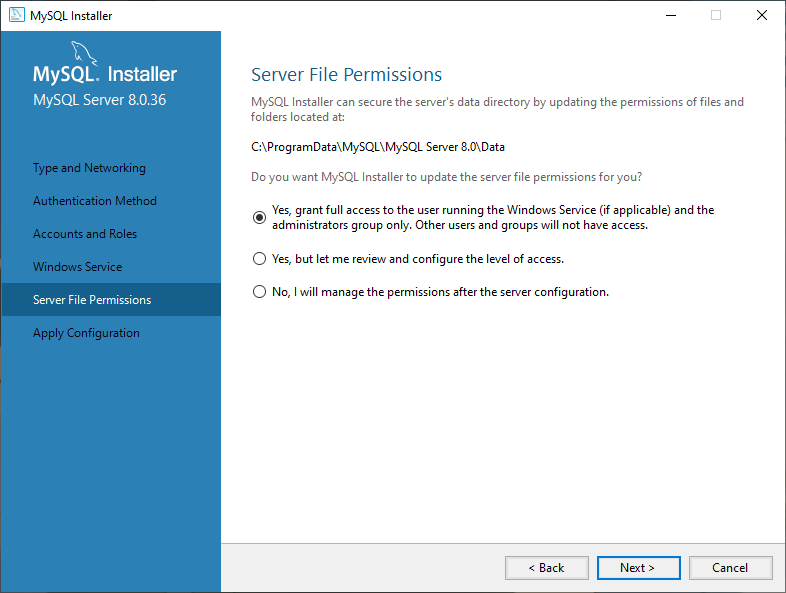 MySQL Installer
MySQL. Installer
MySQL Server 8.0.36
Type and Networking
Authentication Method
Accounts and Roles
Windows Service
Server File Permissions
Apply Configuration
Server File Permissions
MySQL Installer can secure the server's data directory by updating the permissions of files and
folders located at:
C:\ProgramData\MySQL\MySQL Server 8.0\Data
Do you want MySQL Installer to update the server file permissions for you?
Yes, grant full access to the user running the Windows Service (if applicable) and the
administrators group only. Other users and groups will not have access.
Yes, but let me review and configure the level of access.
No, I will manage the permissions after the server configuration.
< Back
Next >
Cancel